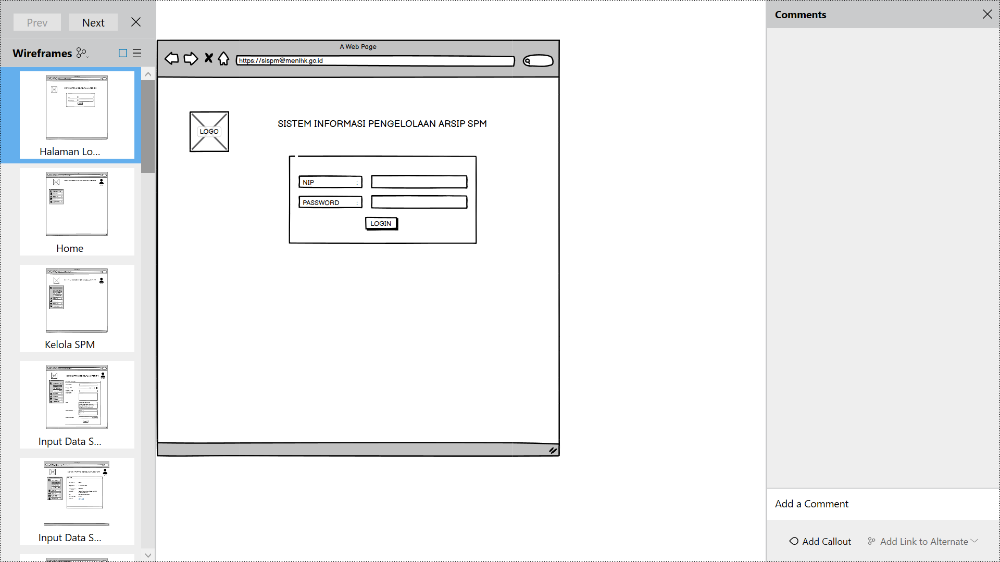 Prev
Next
Wireframes
Halaman Lo...
Home
Kelola SPM
Input Data S...
Input Data S...
A Web Page
https://sispm@menlhk.go.id
LOGO
SISTEM INFORMASI PENGELOLAAN ARSIP SPM
NIP :
PASSWORD :
LOGIN
Comments
Add a Comment
Add Callout
Add Link to Alternate